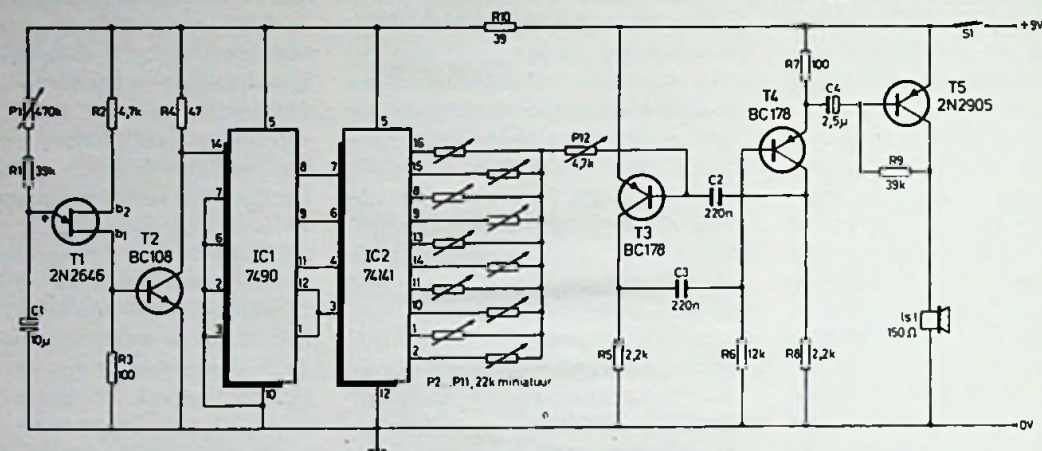 R10
39
S1
+9V
P1 470k
R2 4,7k
R4 47
R7
100
T4
BC178
C4
2,5µ
T5
2N2905
R1 39k
e
b2
b1
T1
2N2646
T2
BC108
C1
10µ
R3
100
14
7
6
2
3
5
8
9
11
12
1
10
IC1
7490
5
7
6
4
3
12
IC2
74141
16
15
8
9
13
14
11
10
1
2
P2...P11, 22k miniatuur
P12
4,7k
T3
BC178
C2
220n
C3
220n
R9
39k
R5 2,2k
R6 12k
R8 2,2k
ls1
150Ω
0V